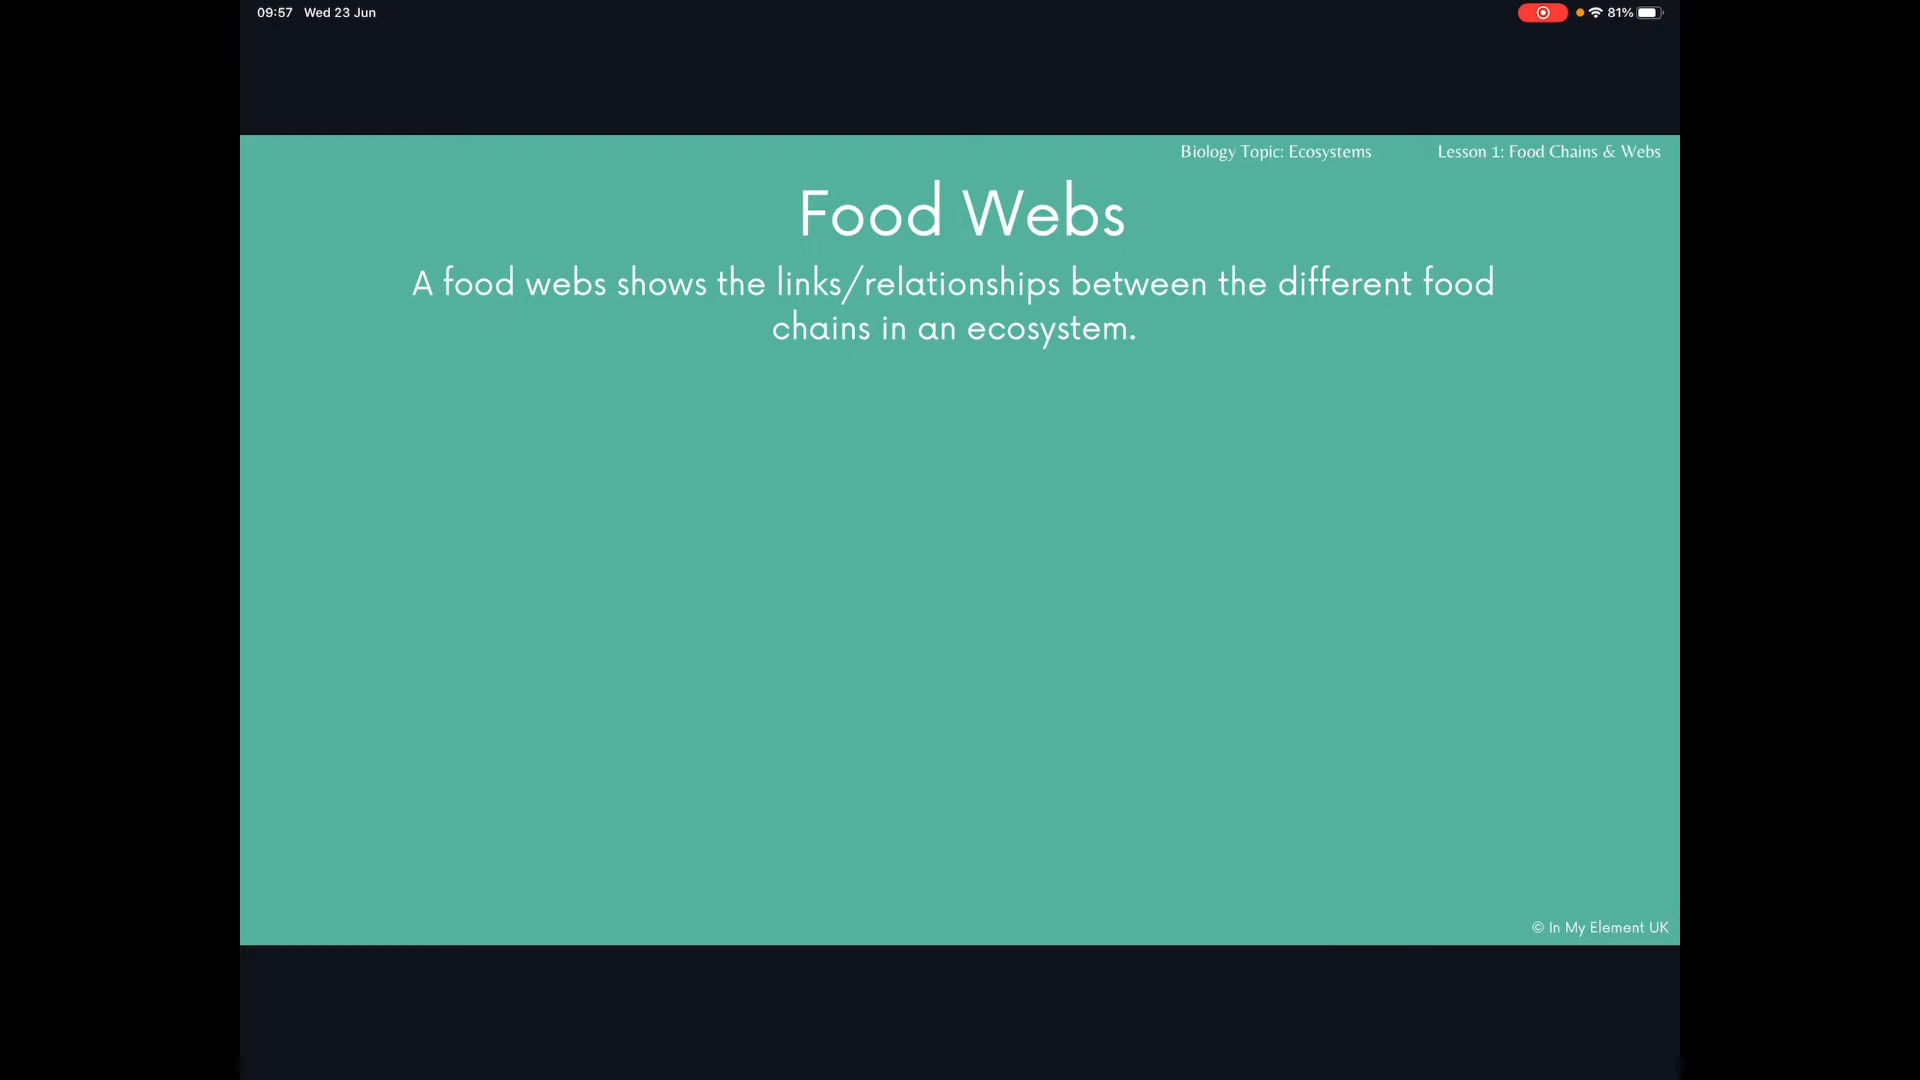 09:57 Wed 23 Jun
81%
Biology Topic: Ecosystems
Lesson 1: Food Chains & Webs
Food Webs
A food webs shows the links/relationships between the different food
chains in an ecosystem.
© In My Element UK